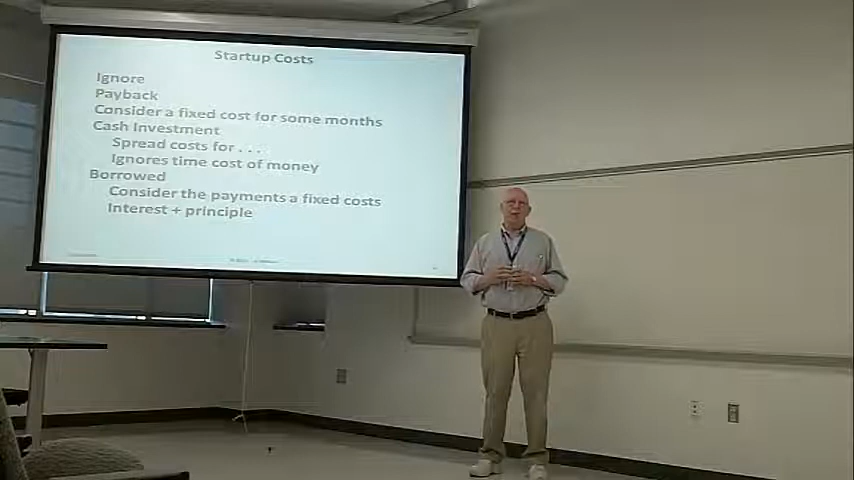 Startup Costs
Ignore
Payback
Consider a fixed cost for some months
Cash Investment
Spread costs for . . .
Ignores time cost of money
Borrowed
Consider the payments a fixed costs
Interest + principle